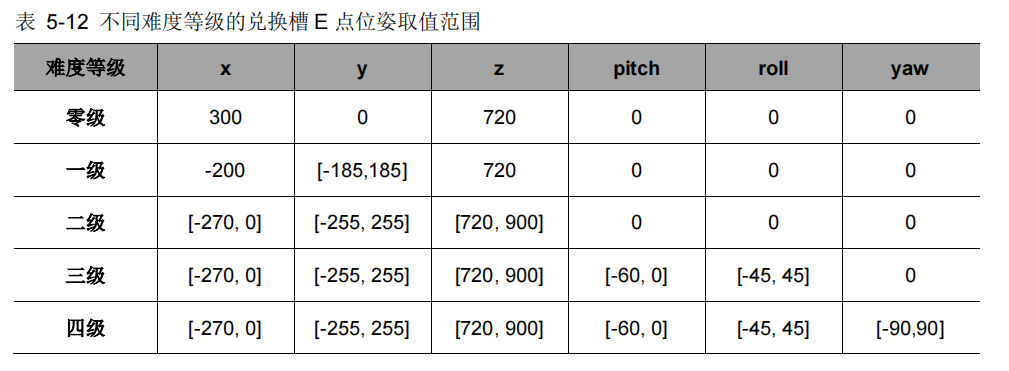 表 5-12 不同难度等级的兑换槽 E 点位姿取值范围
难度等级 x y z pitch roll yaw
零级 300 0 720 0 0 0
一级 -200 [-185,185] 720 0 0 0
二级 [-270, 0] [-255, 255] [720, 900] 0 0 0
三级 [-270, 0] [-255, 255] [720, 900] [-60, 0] [-45, 45] 0
四级 [-270, 0] [-255, 255] [720, 900] [-60, 0] [-45, 45] [-90,90]